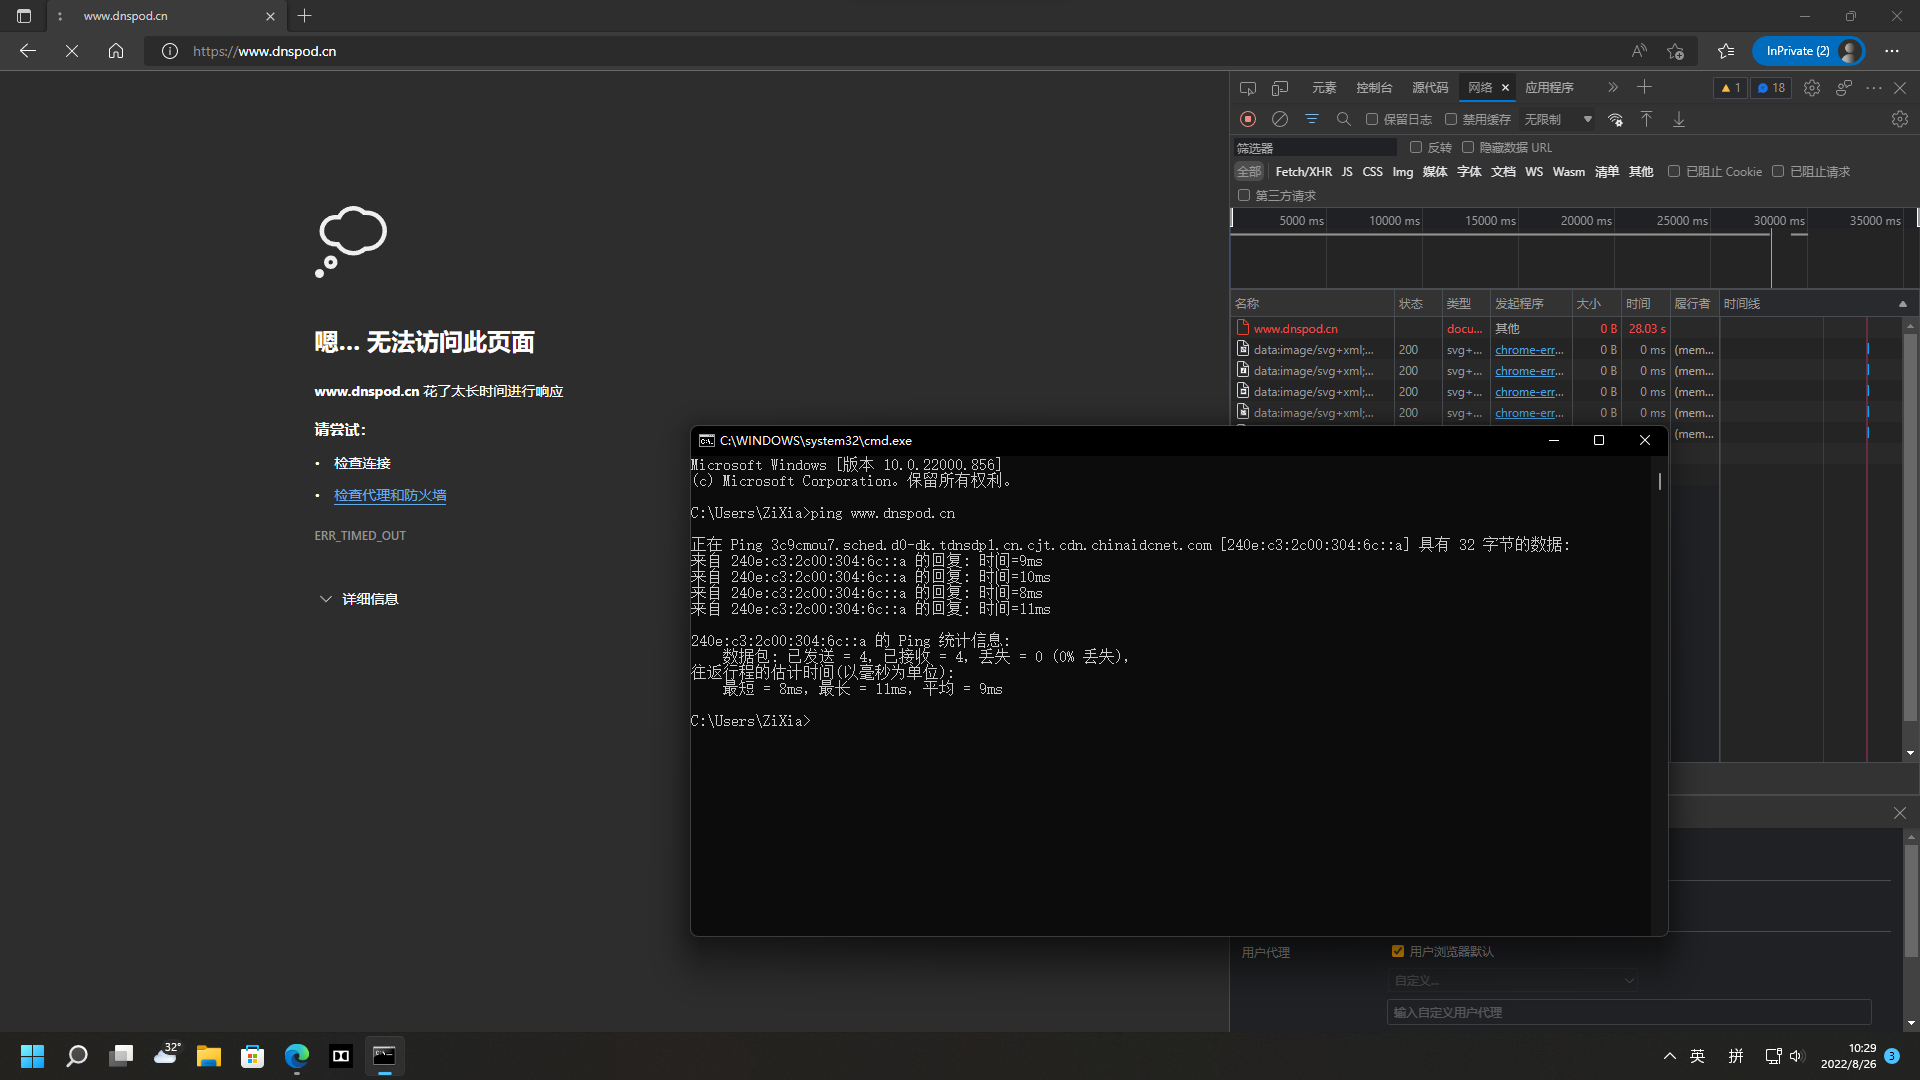 www.dnspod.cn
https://www.dnspod.cn
InPrivate (2)
嗯… 无法访问此页面
www.dnspod.cn 花了太长时间进行响应
请尝试:
• 检查连接
• 检查代理和防火墙
ERR_TIMED_OUT
详细信息
元素 控制台 源代码 网络 应用程序 1 18
保留日志 禁用缓存 无限制
筛选器 反转 隐藏数据 URL
全部 Fetch/XHR JS CSS Img 媒体 字体 文档 WS Wasm 清单 其他 已阻止 Cookie 已阻止请求
第三方请求
5000 ms 10000 ms 15000 ms 20000 ms 25000 ms 30000 ms 35000 ms
名称 状态 类型 发起程序 大小 时间 履行者 时间线
www.dnspod.cn docu... 其他 0 B 28.03 s
data:image/svg+xml;... 200 svg+... chrome-err... 0 B 0 ms (mem...
data:image/svg+xml;... 200 svg+... chrome-err... 0 B 0 ms (mem...
data:image/svg+xml;... 200 svg+... chrome-err... 0 B 0 ms (mem...
data:image/svg+xml;... 200 svg+... chrome-err... 0 B 0 ms (mem...
(mem...
C:\WINDOWS\system32\cmd.exe
Microsoft Windows [版本 10.0.22000.856]
(c) Microsoft Corporation。保留所有权利。
C:\Users\ZiXia>ping www.dnspod.cn
正在 Ping 3c9cmou7.sched.d0-dk.tdnsdp1.cn.cjt.cdn.chinaidcnet.com [240e:c3:2c00:304:6c::a] 具有 32 字节的数据:
来自 240e:c3:2c00:304:6c::a 的回复: 时间=9ms
来自 240e:c3:2c00:304:6c::a 的回复: 时间=10ms
来自 240e:c3:2c00:304:6c::a 的回复: 时间=8ms
来自 240e:c3:2c00:304:6c::a 的回复: 时间=11ms
240e:c3:2c00:304:6c::a 的 Ping 统计信息:
数据包: 已发送 = 4, 已接收 = 4, 丢失 = 0 (0% 丢失),
往返行程的估计时间(以毫秒为单位):
最短 = 8ms, 最长 = 11ms, 平均 = 9ms
C:\Users\ZiXia>
用户代理 用户浏览器默认
自定义...
输入自定义用户代理
32°
英 拼 10:29 3
2022/8/26